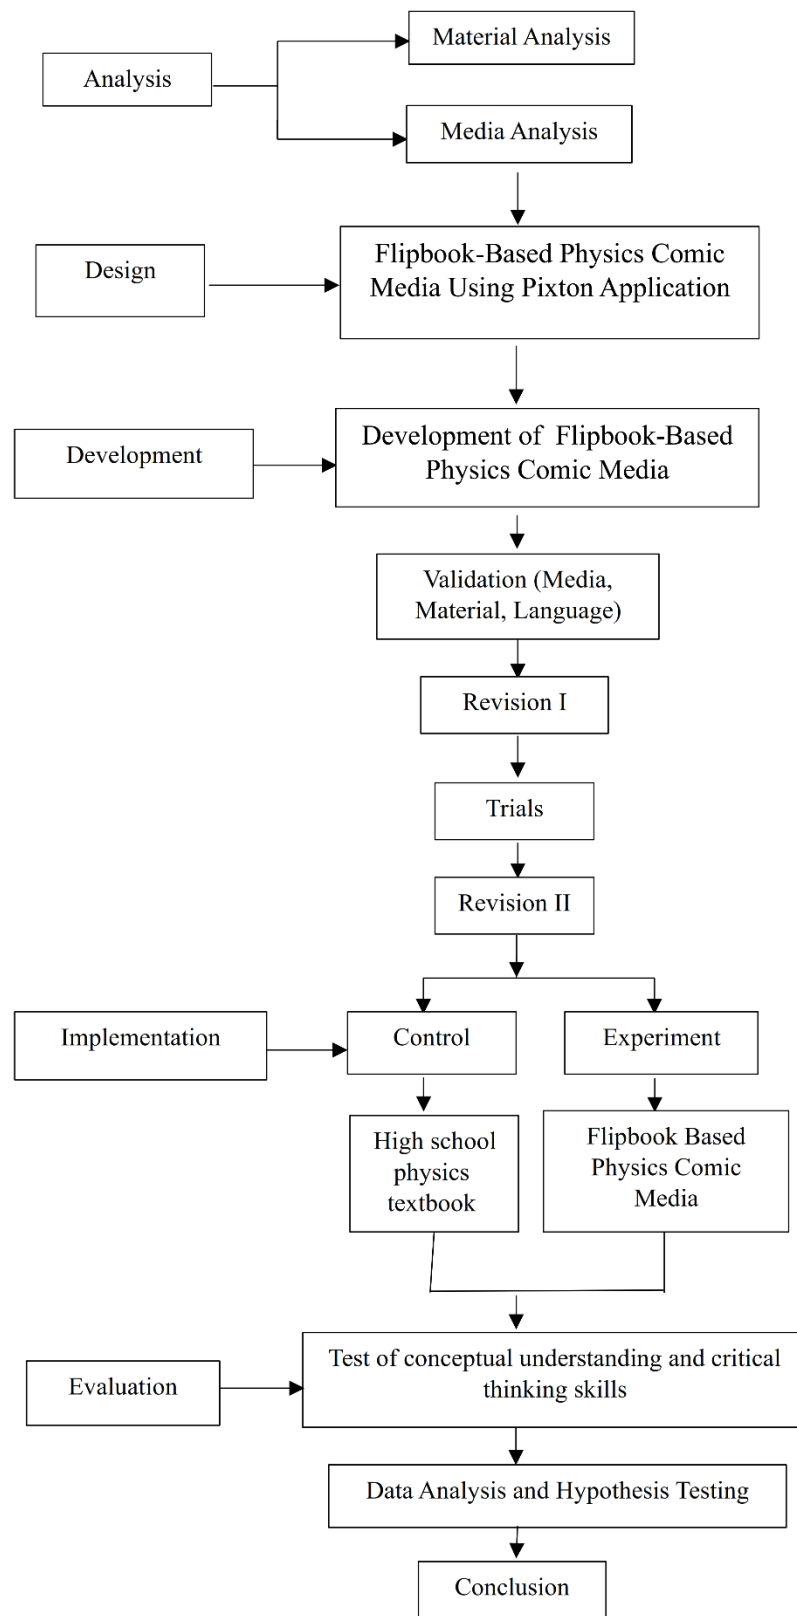 Material Analysis
Analysis
Media Analysis
Flipbook-Based Physics Comic
Media Using Pixton Application
Design
Development of Flipbook-Based
Physics Comic Media
Development
Validation (Media,
Material, Language)
Revision I
Trials
Revision II
Implementation
Control
Experiment
High school
physics
textbook
Flipbook Based
Physics Comic
Media
Test of conceptual understanding and critical
thinking skills
Evaluation
Data Analysis and Hypothesis Testing
Conclusion